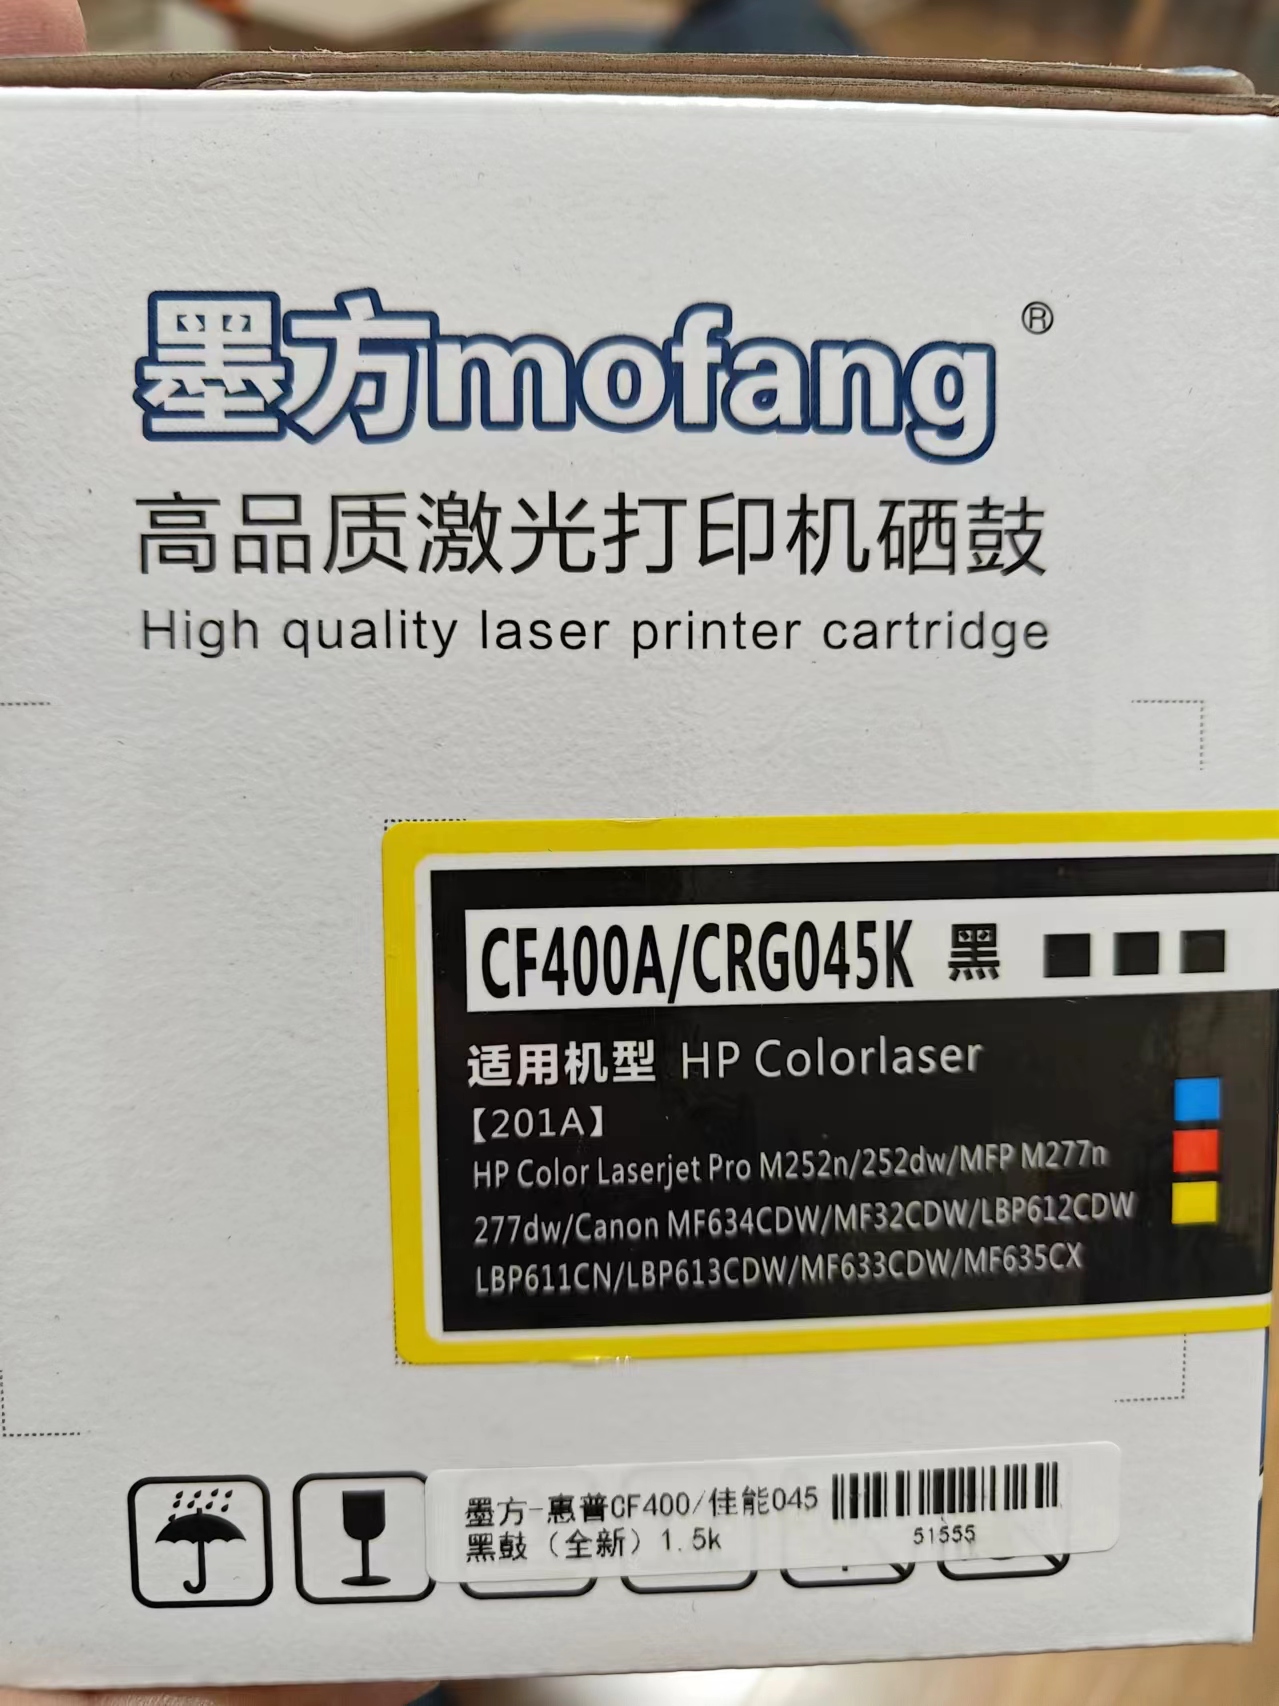 墨方mofang®
高品质激光打印机硒鼓
High quality laser printer cartridge
CF400A/CRG045K 黑
适用机型 HP Colorlaser
【201A】
HP Color Laserjet Pro M252n/252dw/MFP M277n
277dw/Canon MF634CDW/MF32CDW/LBP612CDW
LBP611CN/LBP613CDW/MF633CDW/MF635CX
墨方-惠普CF400/佳能045
黑鼓（全新）1.5k
51555